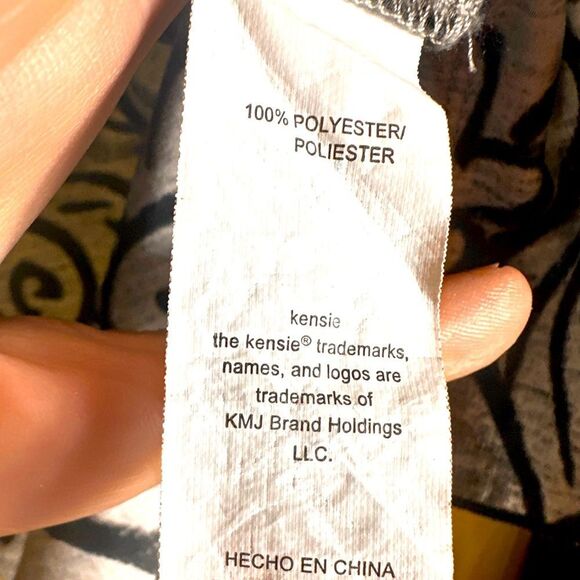 100% POLYESTER/
POLIESTER
kensie
the kensie® trademarks,
names, and logos are
trademarks of
KMJ Brand Holdings
LLC.
HECHO EN CHINA